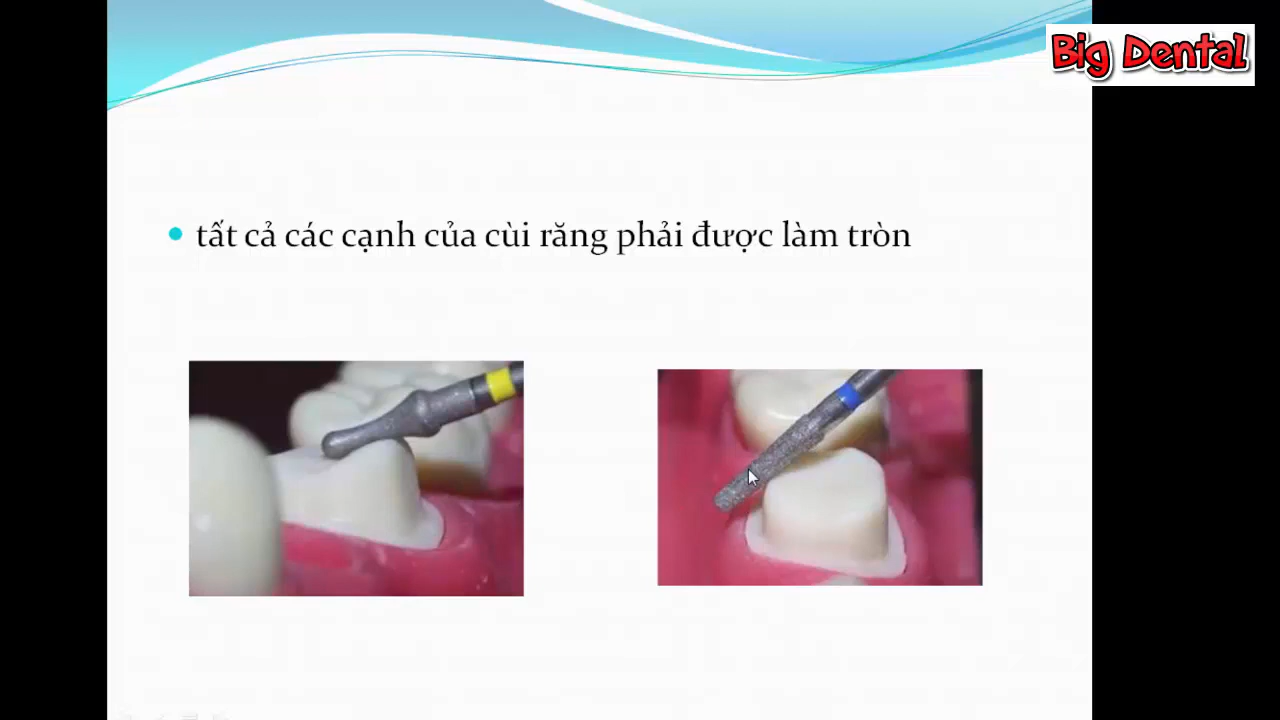 Big Dental
tất cả các cạnh của cùi răng phải được làm tròn